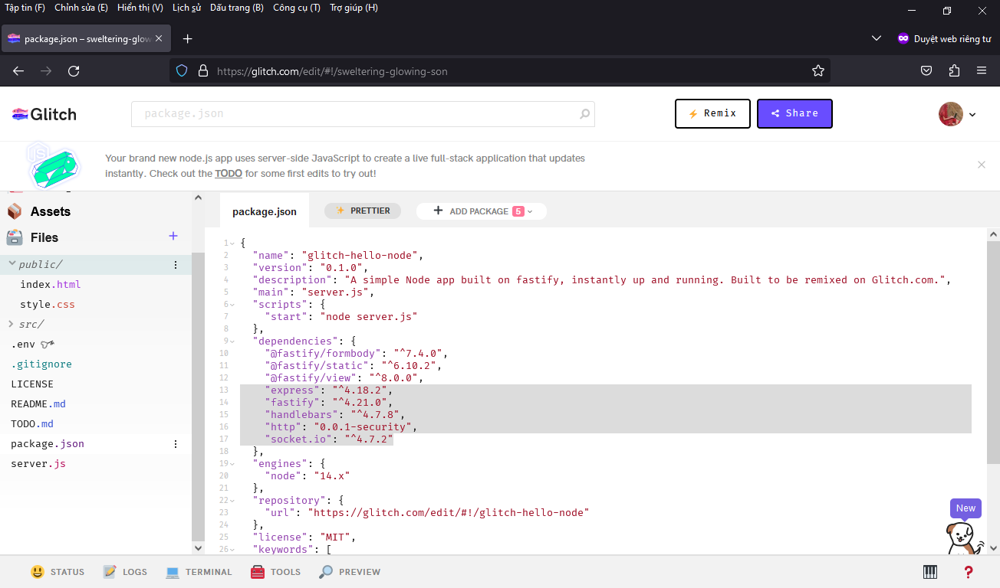 Tập tin (F) Chỉnh sửa (E) Hiển thị (V) Lịch sử Dấu trang (B) Công cụ (T) Trợ giúp (H)
package.json – sweltering-glow
Duyệt web riêng tư
https://glitch.com/edit/#!/sweltering-glowing-son
Glitch
package.json
Remix
Share
JS
Your brand new node.js app uses server-side JavaScript to create a live full-stack application that updates
instantly. Check out the TODO for some first edits to try out!
Assets
Files
public/
index.html
style.css
src/
.env
.gitignore
LICENSE
README.md
TODO.md
package.json
server.js
package.json
PRETTIER
ADD PACKAGE 5
1 {
2 "name": "glitch-hello-node",
3 "version": "0.1.0",
4 "description": "A simple Node app built on fastify, instantly up and running. Built to be remixed on Glitch.com.",
5 "main": "server.js",
6 "scripts": {
7 "start": "node server.js"
8 },
9 "dependencies": {
10 "@fastify/formbody": "^7.4.0",
11 "@fastify/static": "^6.10.2",
12 "@fastify/view": "^8.0.0",
13 "express": "^4.18.2",
14 "fastify": "^4.21.0",
15 "handlebars": "^4.7.8",
16 "http": "0.0.1-security",
17 "socket.io": "^4.7.2"
18 },
19 "engines": {
20 "node": "14.x"
21 },
22 "repository": {
23 "url": "https://glitch.com/edit/#!/glitch-hello-node"
24 },
25 "license": "MIT",
26 "keywords": [
New
STATUS
LOGS
TERMINAL
TOOLS
PREVIEW
?